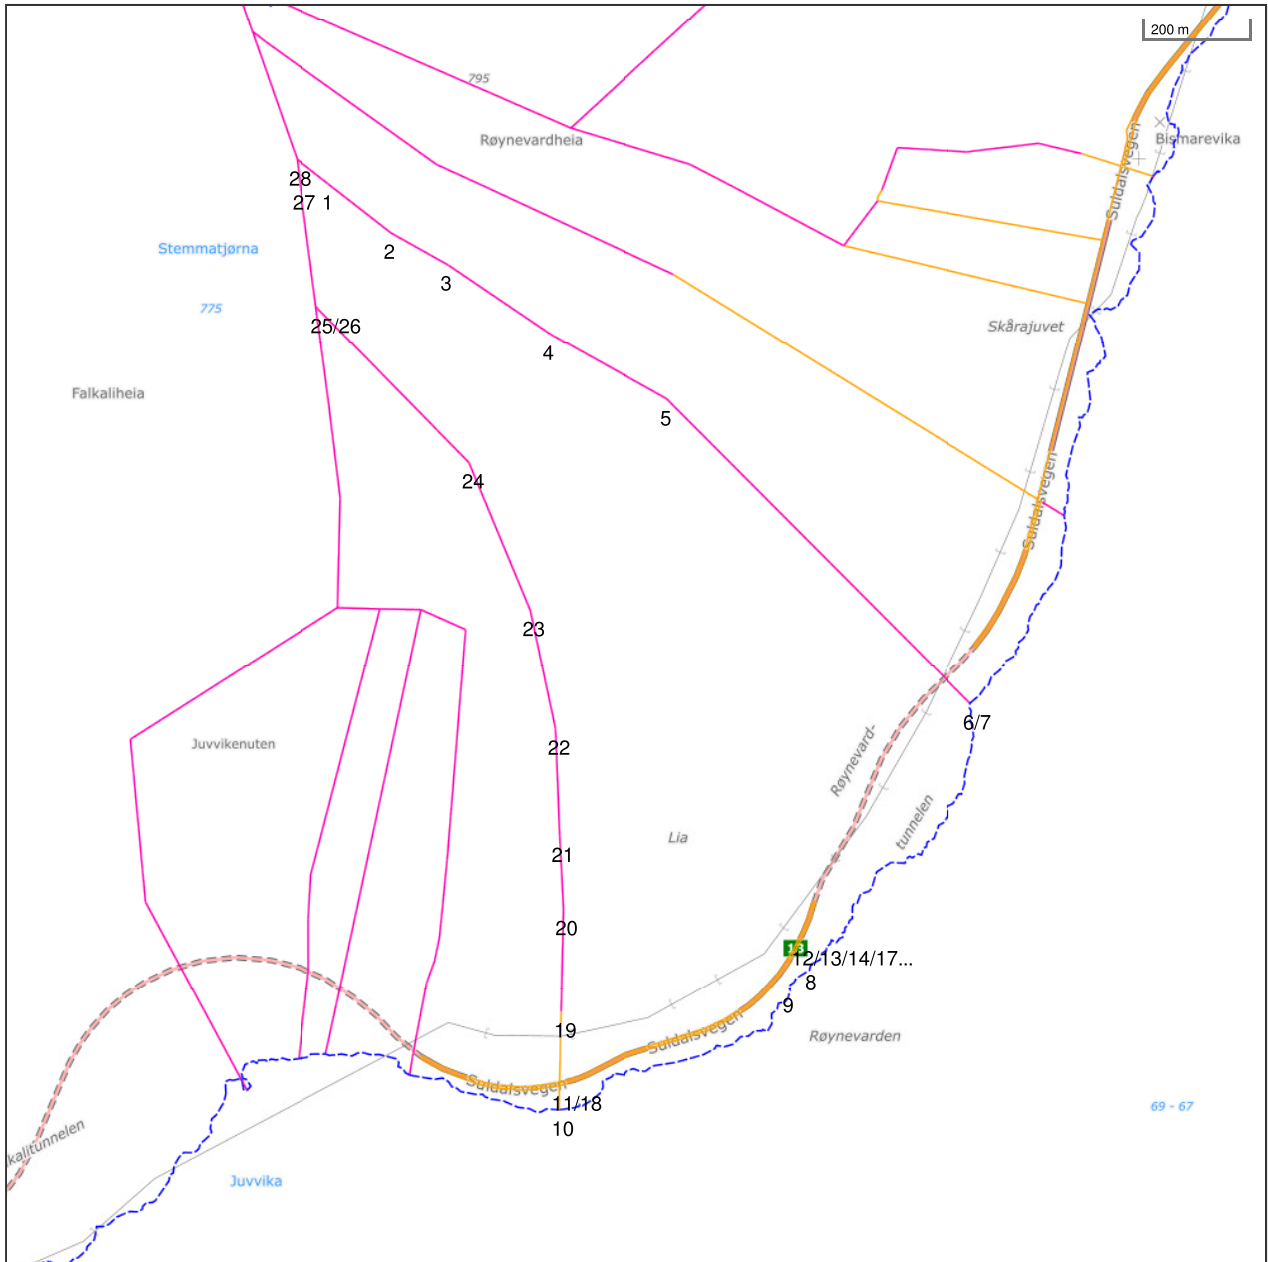 200 m
795
Røynevardheia
Bismarevika
Suldalsvegen
28
27 1
Stemmatjørna
2
3
775
25/26
Skårajuvet
4
Falkaliheia
5
24
Suldalsvegen
23
6/7
22
Juvvikenuten
Røynevard-
tunnelen
Lia
21
20
13
12/13/14/17...
8
9
19
Suldalsvegen
Røynevarden
Suldalsvegen
11/18
69 - 67
10
kalitunnelen
Juvvika